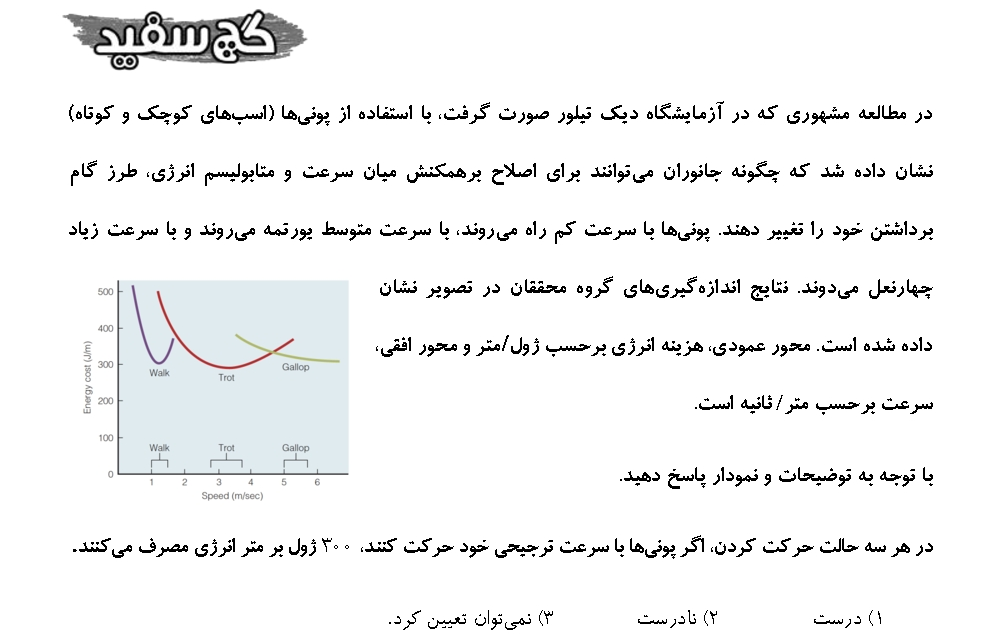 گچ سفید
در مطالعه مشهوری که در آزمایشگاه دیک تیلور صورت گرفت، با استفاده از پونی‌ها (اسب‌های کوچک و کوتاه)
نشان داده شد که چگونه جانوران می‌توانند برای اصلاح برهمکنش میان سرعت و متابولیسم انرژی، طرز گام
برداشتن خود را تغییر دهند. پونی‌ها با سرعت کم راه می‌روند، با سرعت متوسط یورتمه می‌روند و با سرعت زیاد
چهارنعل می‌دوند. نتایج اندازه‌گیری‌های گروه محققان در تصویر نشان
داده شده است. محور عمودی، هزینه انرژی برحسب ژول/متر و محور افقی،
سرعت برحسب متر/ثانیه است.
با توجه به توضیحات و نمودار پاسخ دهید.
Energy cost (J/m)
500
400
300
200
100
0
Walk
Trot
Gallop
Walk
Trot
Gallop
1 2 3 4 5 6
Speed (m/sec)
در هر سه حالت حرکت کردن، اگر پونی‌ها با سرعت ترجیحی خود حرکت کنند، ۳۰۰ ژول بر متر انرژی مصرف می‌کنند.
۱) درست ۲) نادرست ۳) نمی‌توان تعیین کرد.